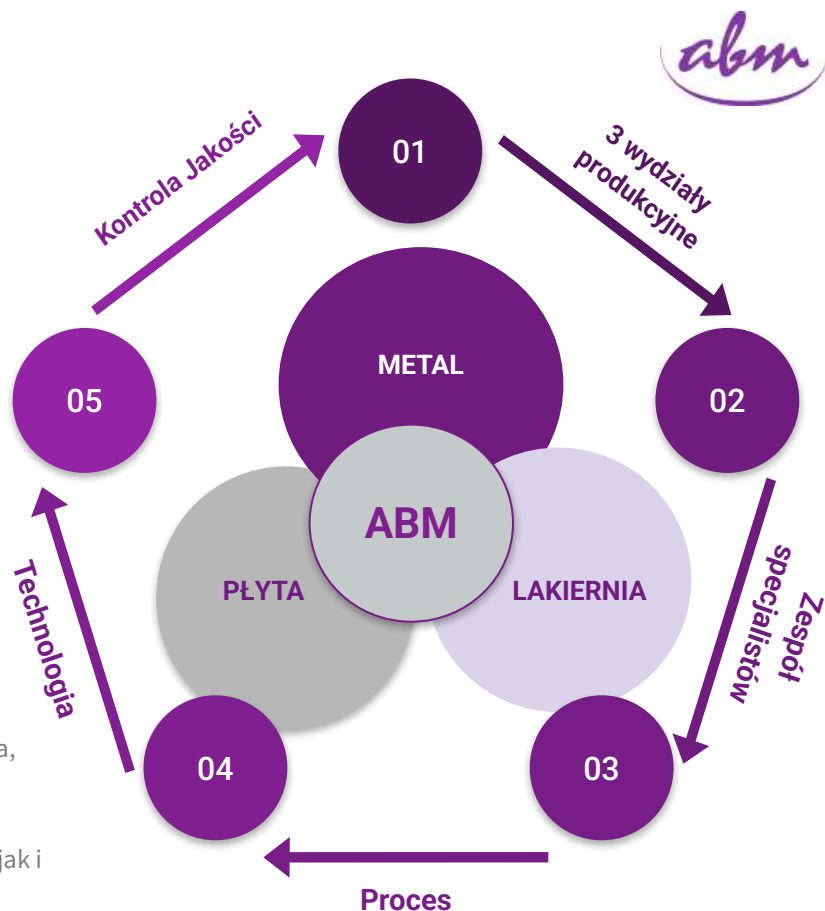 abm
01
3 wydziały
produkcyjne
02
Zespół
specjalistów
03
Proces
04
Technologia
05
Kontrola Jakości
METAL
ABM
PŁYTA
LAKIERNIA
a,
jak i